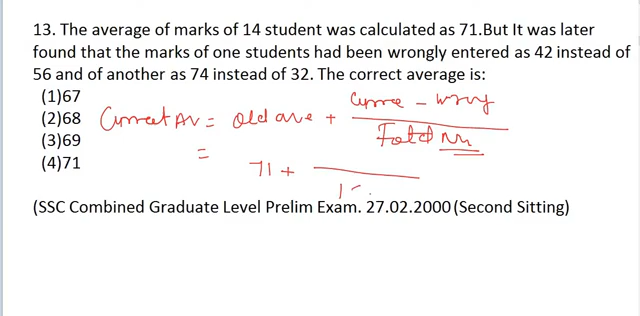 13. The average of marks of 14 student was calculated as 71.But It was later
found that the marks of one students had been wrongly entered as 42 instead of
56 and of another as 74 instead of 32. The correct average is:
(1)67
(2)68
(3)69
(4)71
Av = old ave + - wrong
Total
=
71 +
(SSC Combined Graduate Level Prelim Exam. 27.02.2000 (Second Sitting)